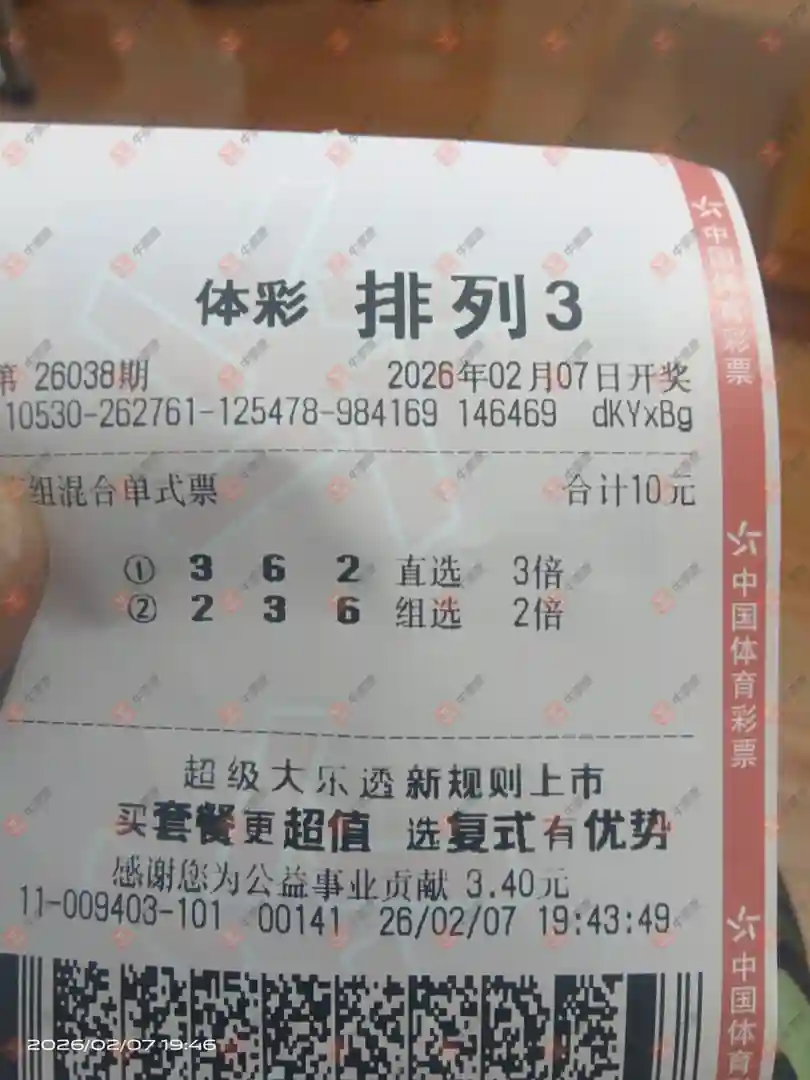 体彩 排列3
第 26038期 2026年02月07日开奖
10530-262761-125478-984169 146469 dKYxBg
组混合单式票 合计10元
① 3 6 2 直选 3倍
② 2 3 6 组选 2倍
超级大乐透新规则上市
买套餐更超值 选复式有优势
感谢您为公益事业贡献 3.40元
11-009403-101 00141 26/02/07 19:43:49
2026/02/07 19:46
中国体育彩票
中国体育彩票
中国体育